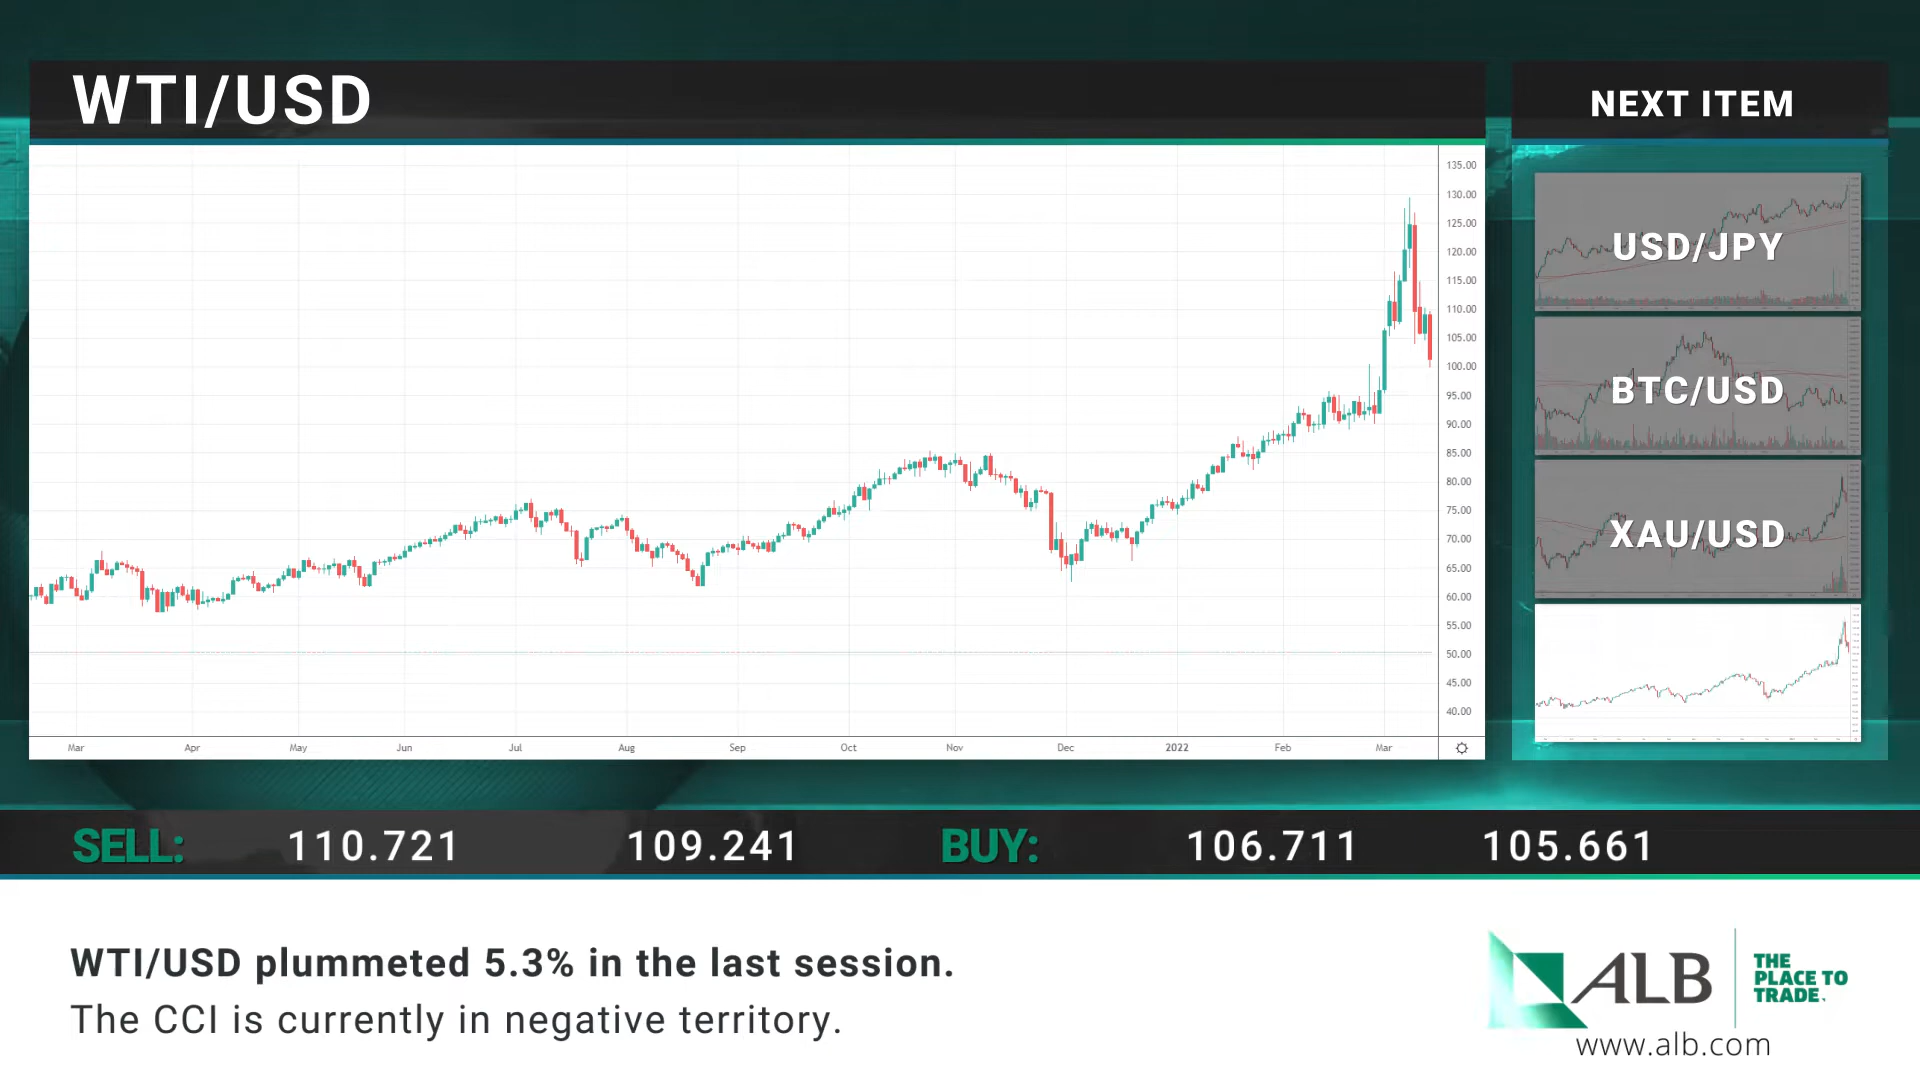 WTI/USD
NEXT ITEM
135.00
130.00
125.00
120.00
115.00
110.00
105.00
100.00
95.00
90.00
85.00
80.00
75.00
70.00
65.00
60.00
55.00
50.00
45.00
40.00
Mar Apr May Jun Jul Aug Sep Oct Nov Dec 2022 Feb Mar
USD/JPY
BTC/USD
XAU/USD
SELL: 110.721 109.241 BUY: 106.711 105.661
WTI/USD plummeted 5.3% in the last session.
The CCI is currently in negative territory.
ALB
THE
PLACE TO
TRADE.
www.alb.com